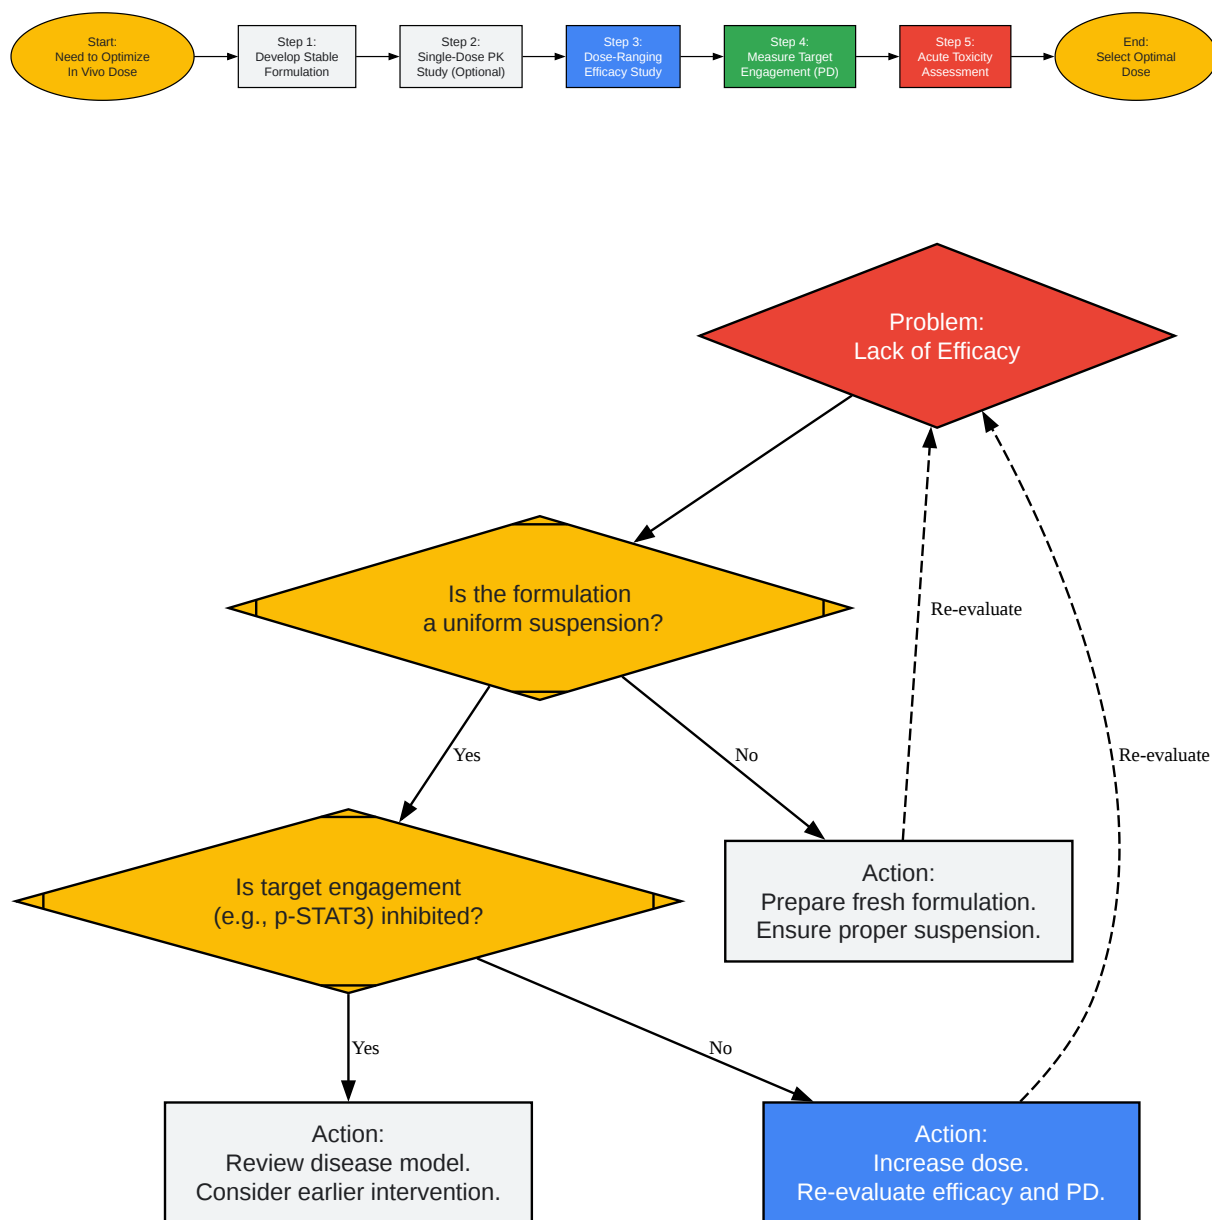 Start:
Need to Optimize
In Vivo Dose
Step 1:
Develop Stable
Formulation
Step 2:
Single-Dose PK
Study (Optional)
Step 3:
Dose-Ranging
Efficacy Study
Step 4:
Measure Target
Engagement (PD)
Step 5:
Acute Toxicity
Assessment
End:
Select Optimal
Dose
Problem:
Lack of Efficacy
Is the formulation
a uniform suspension?
Re-evaluate
Yes
No
Re-evaluate
Is target engagement
(e.g., p-STAT3) inhibited?
Action:
Prepare fresh formulation.
Ensure proper suspension.
Yes
No
Action:
Review disease model.
Consider earlier intervention.
Action:
Increase dose.
Re-evaluate efficacy and PD.